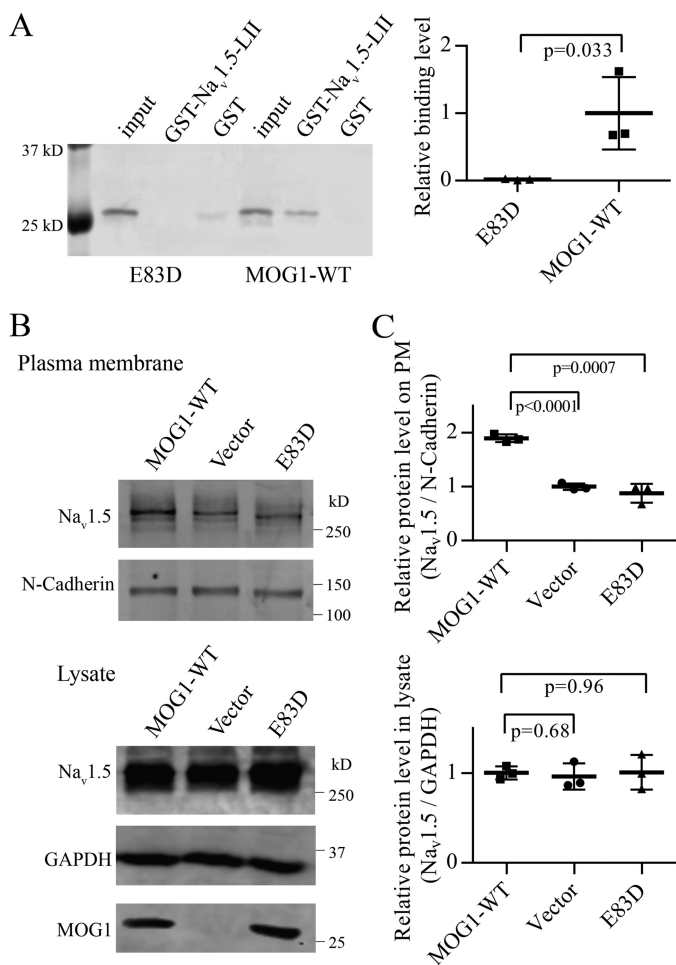 A
input
GST-Nav1.5-LII
GST
input
GST-Nav1.5-LII
GST
37 kD
25 kD
E83D
MOG1-WT
Relative binding level
2
1
0
p=0.033
E83D
MOG1-WT
B
Plasma membrane
MOG1-WT
Vector
E83D
Nav1.5
kD
250
N-Cadherin
150
100
Lysate
MOG1-WT
Vector
E83D
Nav1.5
kD
250
GAPDH
37
MOG1
25
C
Relative protein level on PM
(Nav1.5 / N-Cadherin)
2
1
0
p=0.0007
p<0.0001
MOG1-WT
Vector
E83D
Relative protein level in lysate
(Nav1.5 / GAPDH)
1
0
p=0.96
p=0.68
MOG1-WT
Vector
E83D